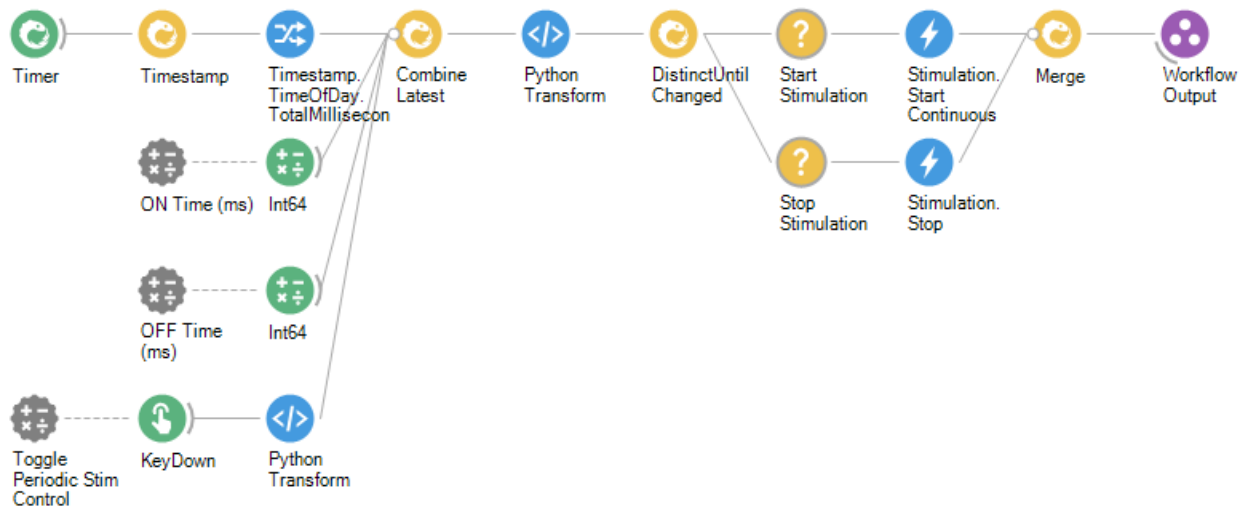 Timer
Timestamp
Timestamp.
TimeOfDay.
TotalMillisecon
Combine
Latest
Python
Transform
DistinctUntil
Changed
Start
Stimulation
Stimulation.
Start
Continuous
Merge
Workflow
Output
ON Time (ms)
Int64
Stop
Stimulation
Stimulation.
Stop
OFF Time
(ms)
Int64
Toggle
Periodic Stim
Control
KeyDown
Python
Transform